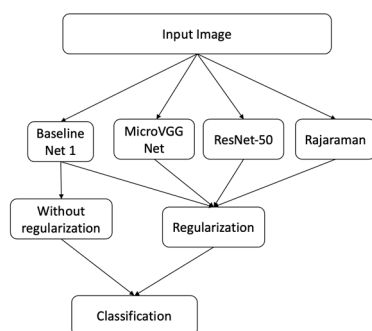 Input Image
Baseline
Net 1
MicroVGG
Net
ResNet-50
Rajaraman
Without
regularization
Regularization
Classification